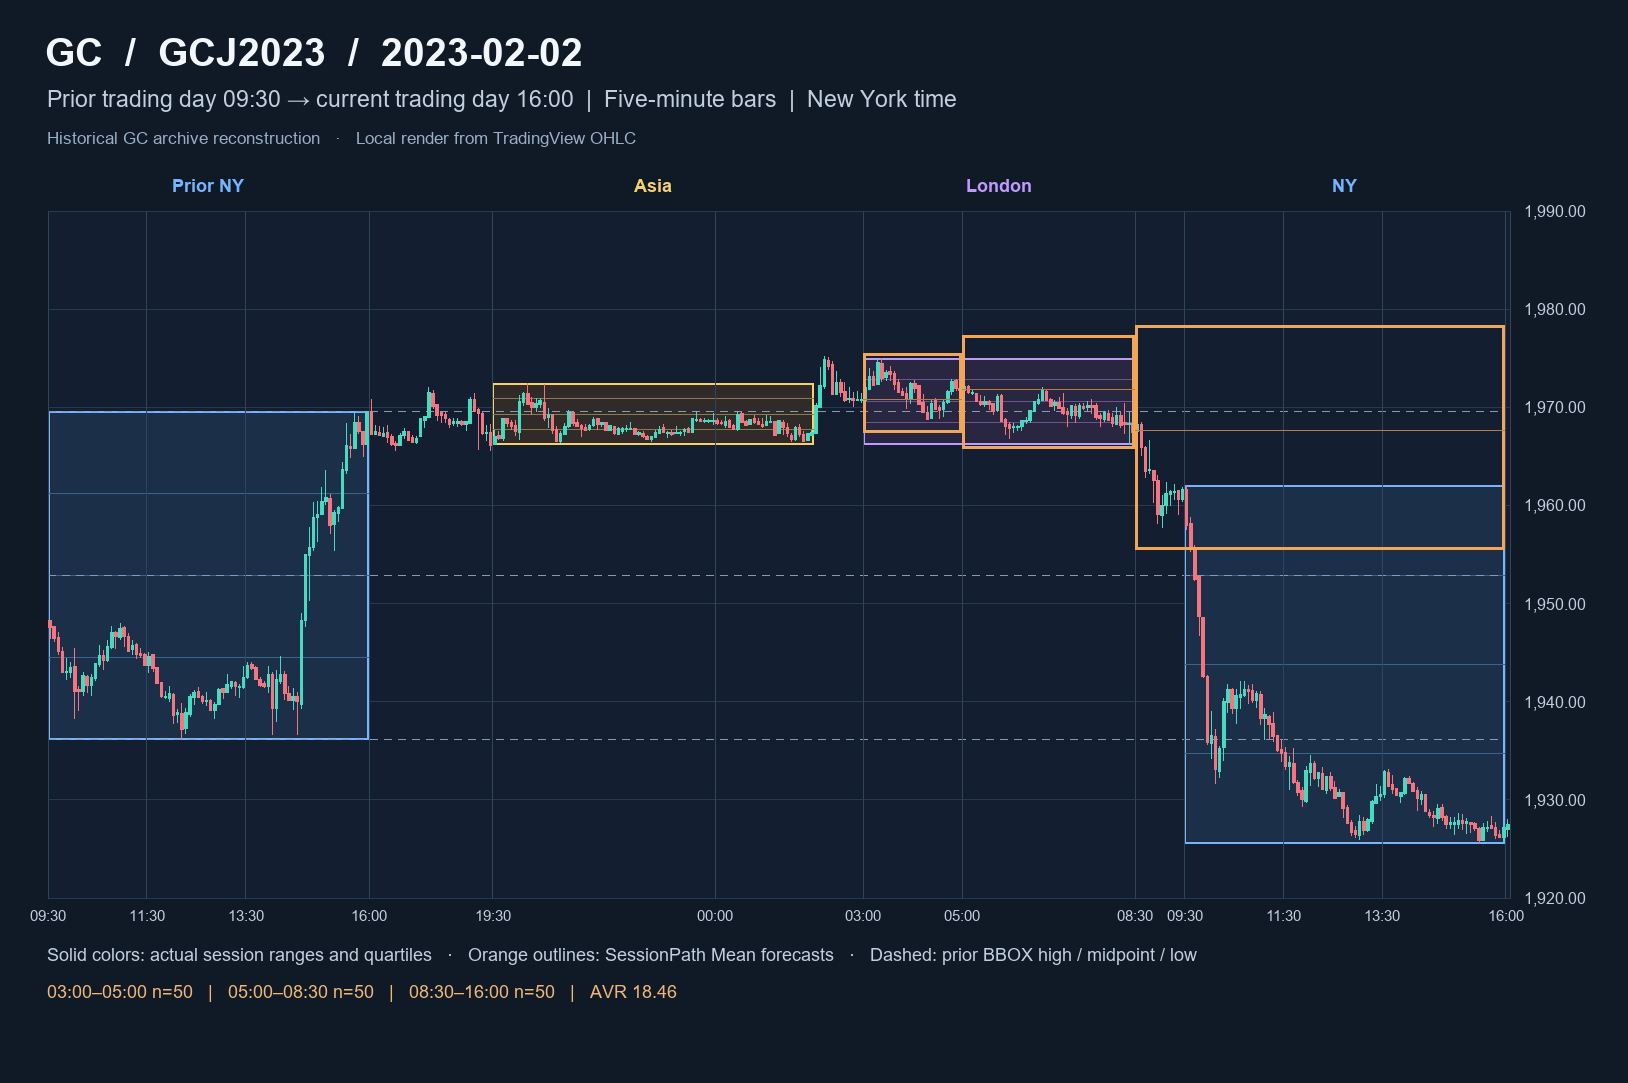 GC / GCJ2023 / 2023-02-02
Prior trading day 09:30 → current trading day 16:00 | Five-minute bars | New York time
Historical GC archive reconstruction · Local render from TradingView OHLC
Prior NY Asia London NY
1,990.00
1,980.00
1,970.00
1,960.00
1,950.00
1,940.00
1,930.00
1,920.00
09:30 11:30 13:30 16:00 19:30 00:00 03:00 05:00 08:30 09:30 11:30 13:30 16:00
Solid colors: actual session ranges and quartiles · Orange outlines: SessionPath Mean forecasts · Dashed: prior BBOX high / midpoint / low
03:00–05:00 n=50 | 05:00–08:30 n=50 | 08:30–16:00 n=50 | AVR 18.46